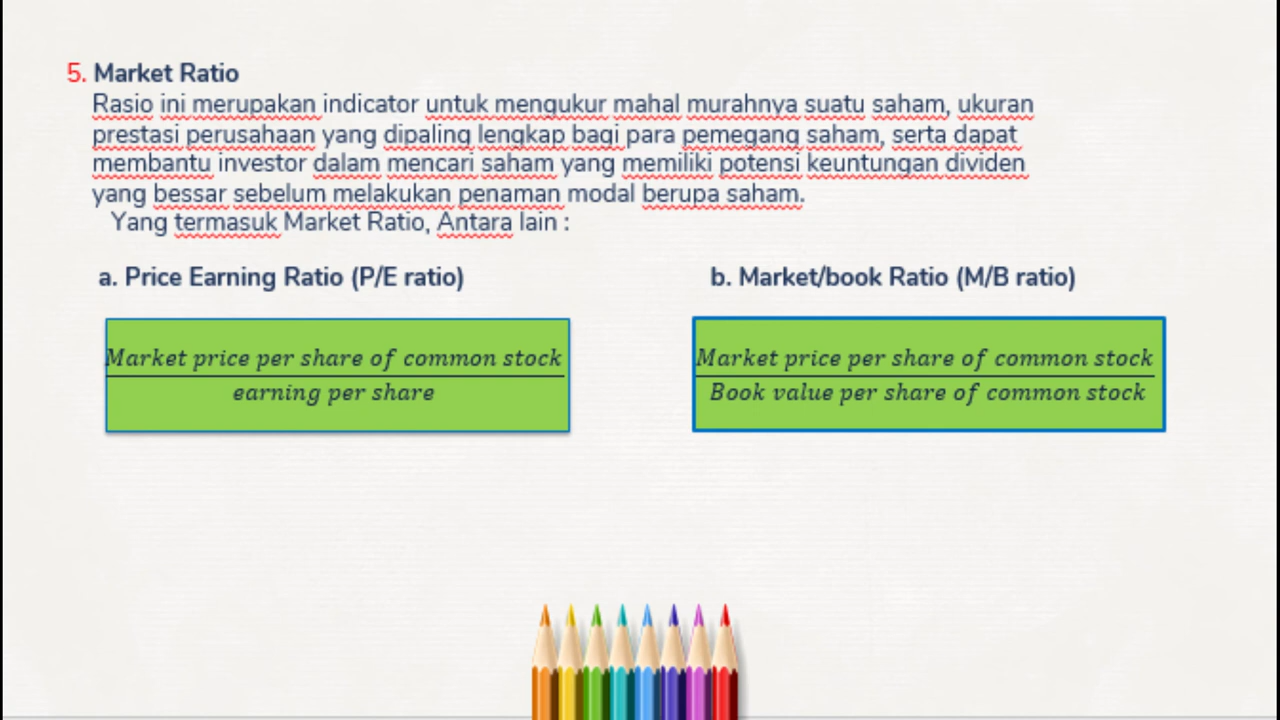 5. Market Ratio
Rasio ini merupakan indicator untuk mengukur mahal murahnya suatu saham, ukuran
prestasi perusahaan yang dipaling lengkap bagi para pemegang saham, serta dapat
membantu investor dalam mencari saham yang memiliki potensi keuntungan dividen
yang bessar sebelum melakukan penaman modal berupa saham.
Yang termasuk Market Ratio, Antara lain :
a. Price Earning Ratio (P/E ratio)
Market price per share of common stock
earning per share
b. Market/book Ratio (M/B ratio)
Market price per share of common stock
Book value per share of common stock